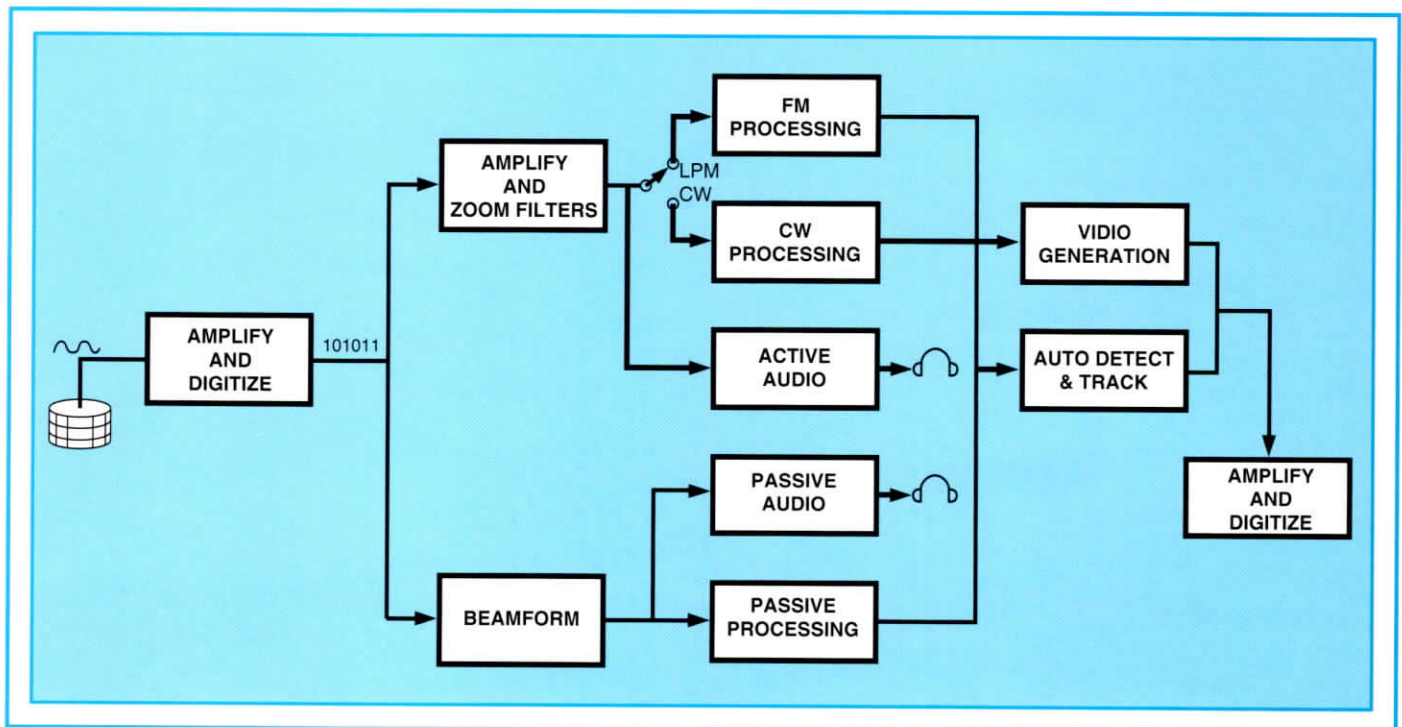 FM
PROCESSING
AMPLIFY
AND
ZOOM FILTERS
LPM
CW
CW
PROCESSING
VIDIO
GENERATION
AMPLIFY
AND
DIGITIZE
101011
ACTIVE
AUDIO
AUTO DETECT
& TRACK
PASSIVE
AUDIO
AMPLIFY
AND
DIGITIZE
BEAMFORM
PASSIVE
PROCESSING